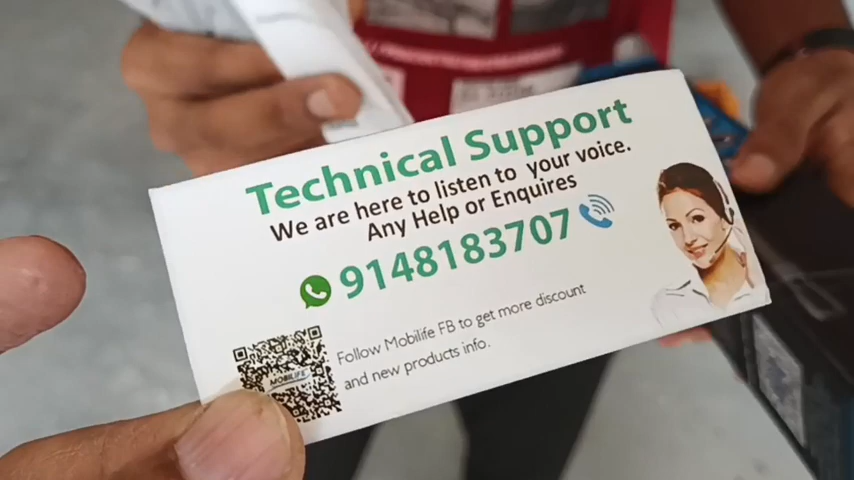 Technical Support
We are here to listen to your voice.
Any Help or Enquires
9148183707
Follow Mobilife FB to get more discount
and new products info.
MOBILIFE